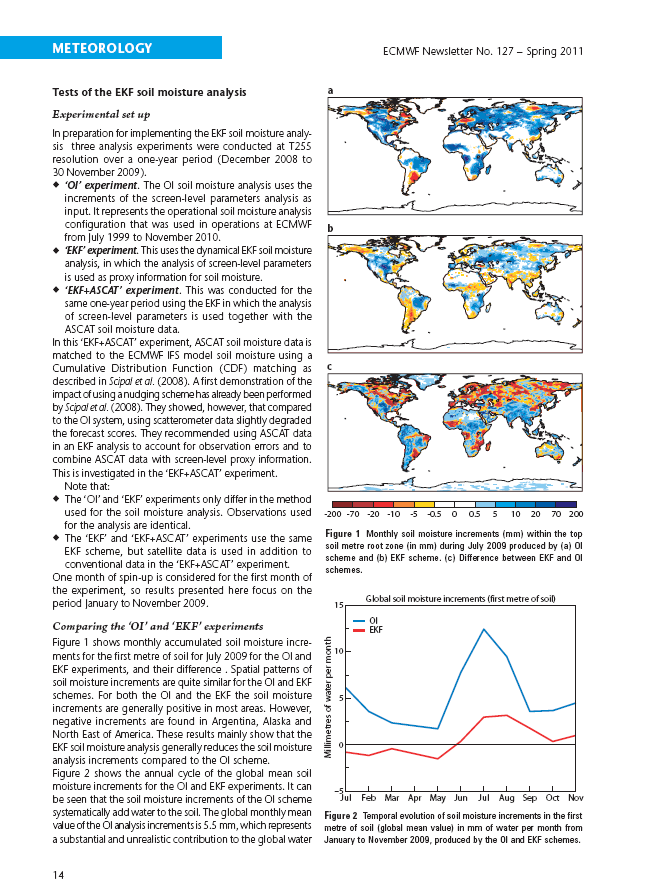 METEOROLOGY
ECMWF Newsletter No. 127 – Spring 2011
Tests of the EKF soil moisture analysis
Experimental set up
In preparation for implementing the EKF soil moisture analy-
sis three analysis experiments were conducted at T255
resolution over a one-year period (December 2008 to
30 November 2009).
◆ ‘OI’ experiment. The OI soil moisture analysis uses the
increments of the screen-level parameters analysis as
input. It represents the operational soil moisture analysis
configuration that was used in operations at ECMWF
from July 1999 to November 2010.
◆ ‘EKF’ experiment. This uses the dynamical EKF soil moisture
analysis, in which the analysis of screen-level parameters
is used as proxy information for soil moisture.
◆ ‘EKF+ASCAT’ experiment. This was conducted for the
same one-year period using the EKF in which the analysis
of screen-level parameters is used together with the
ASCAT soil moisture data.
In this ‘EKF+ASCAT’ experiment, ASCAT soil moisture data is
matched to the ECMWF IFS model soil moisture using a
Cumulative Distribution Function (CDF) matching as
described in Scipal et al. (2008). A first demonstration of the
impact of using a nudging scheme has already been performed
by Scipal et al. (2008). They showed, however, that compared
to the OI system, using scatterometer data slightly degraded
the forecast scores. They recommended using ASCAT data
in an EKF analysis to account for observation errors and to
combine ASCAT data with screen-level proxy information.
This is investigated in the ‘EKF+ASCAT’ experiment.
Note that:
◆ The ‘OI’ and ‘EKF’ experiments only differ in the method
used for the soil moisture analysis. Observations used
for the analysis are identical.
◆ The ‘EKF’ and ‘EKF+ASCAT’ experiments use the same
EKF scheme, but satellite data is used in addition to
conventional data in the ‘EKF+ASCAT’ experiment.
One month of spin-up is considered for the first month of
the experiment, so results presented here focus on the
period January to November 2009.
Comparing the ‘OI’ and ‘EKF’ experiments
Figure 1 shows monthly accumulated soil moisture incre-
ments for the first metre of soil for July 2009 for the OI and
EKF experiments, and their difference . Spatial patterns of
soil moisture increments are quite similar for the OI and EKF
schemes. For both the OI and the EKF the soil moisture
increments are generally positive in most areas. However,
negative increments are found in Argentina, Alaska and
North East of America. These results mainly show that the
EKF soil moisture analysis generally reduces the soil moisture
analysis increments compared to the OI scheme.
Figure 2 shows the annual cycle of the global mean soil
moisture increments for the OI and EKF experiments. It can
be seen that the soil moisture increments of the OI scheme
systematically add water to the soil. The global monthly mean
value of the OI analysis increments is 5.5 mm, which represents
a substantial and unrealistic contribution to the global water
a
b
c
-200 -70 -20 -10 -5 -0.5 0 0.5 5 10 20 70 200
Figure 1 Monthly soil moisture increments (mm) within the top
soil metre root zone (in mm) during July 2009 produced by (a) OI
scheme and (b) EKF scheme. (c) Difference between EKF and OI
schemes.
Global soil moisture increments (first metre of soil)
OI
EKF
Millimetres of water per month
15
10
5
0
–5
Jul Feb Mar Apr May Jun Jul Aug Sep Oct Nov
Figure 2 Temporal evolution of soil moisture increments in the first
metre of soil (global mean value) in mm of water per month from
January to November 2009, produced by the OI and EKF schemes.
14